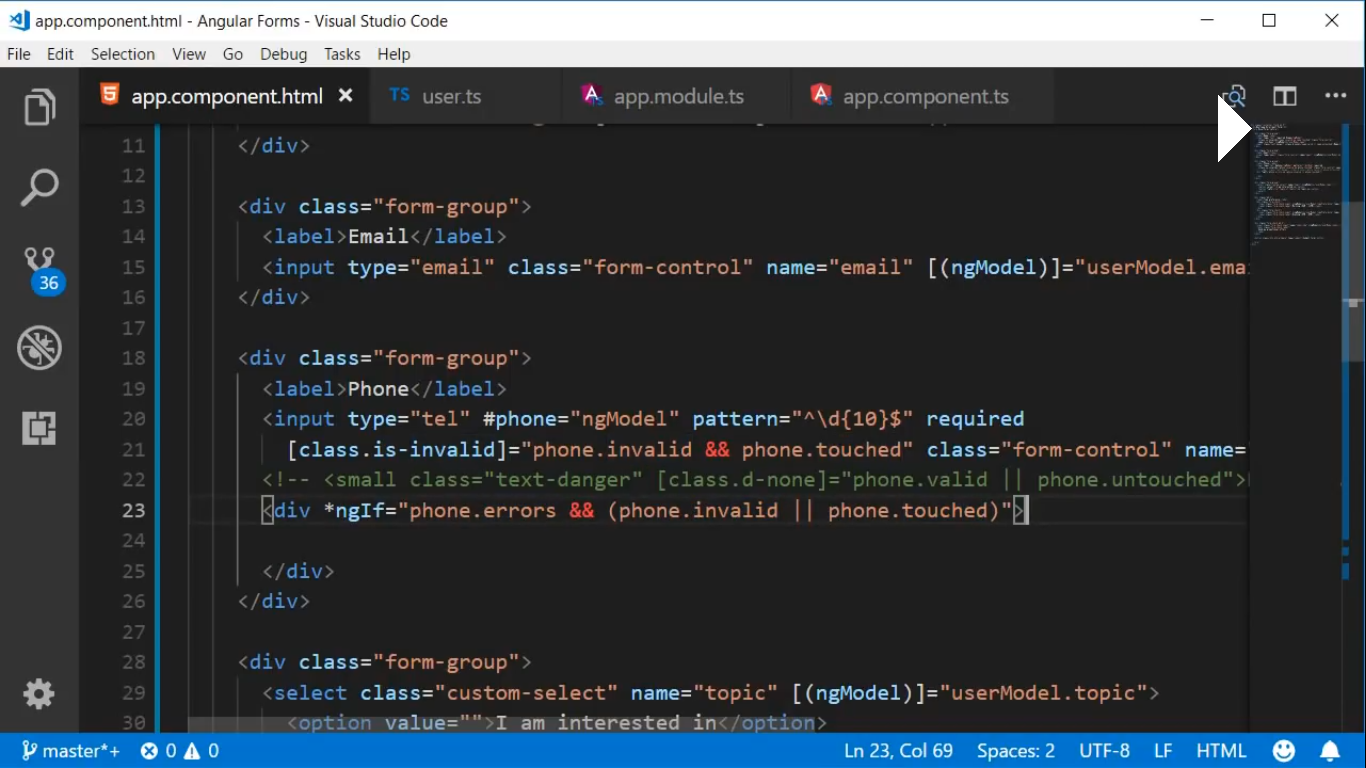 app.component.html - Angular Forms - Visual Studio Code
File Edit Selection View Go Debug Tasks Help
app.component.html TS user.ts app.module.ts app.component.ts
11 </div>
12
13 <div class="form-group">
14 <label>Email</label>
15 <input type="email" class="form-control" name="email" [(ngModel)]="userModel.emai
16 </div>
17
18 <div class="form-group">
19 <label>Phone</label>
20 <input type="tel" #phone="ngModel" pattern="^\d{10}$" required
21 [class.is-invalid]="phone.invalid && phone.touched" class="form-control" name="
22 <!-- <small class="text-danger" [class.d-none]="phone.valid || phone.untouched">
23 <div *ngIf="phone.errors && (phone.invalid || phone.touched)">
24
25 </div>
26 </div>
27
28 <div class="form-group">
29 <select class="custom-select" name="topic" [(ngModel)]="userModel.topic">
30 <option value="">I am interested in</option>
36
master*+ 0 0 Ln 23, Col 69 Spaces: 2 UTF-8 LF HTML